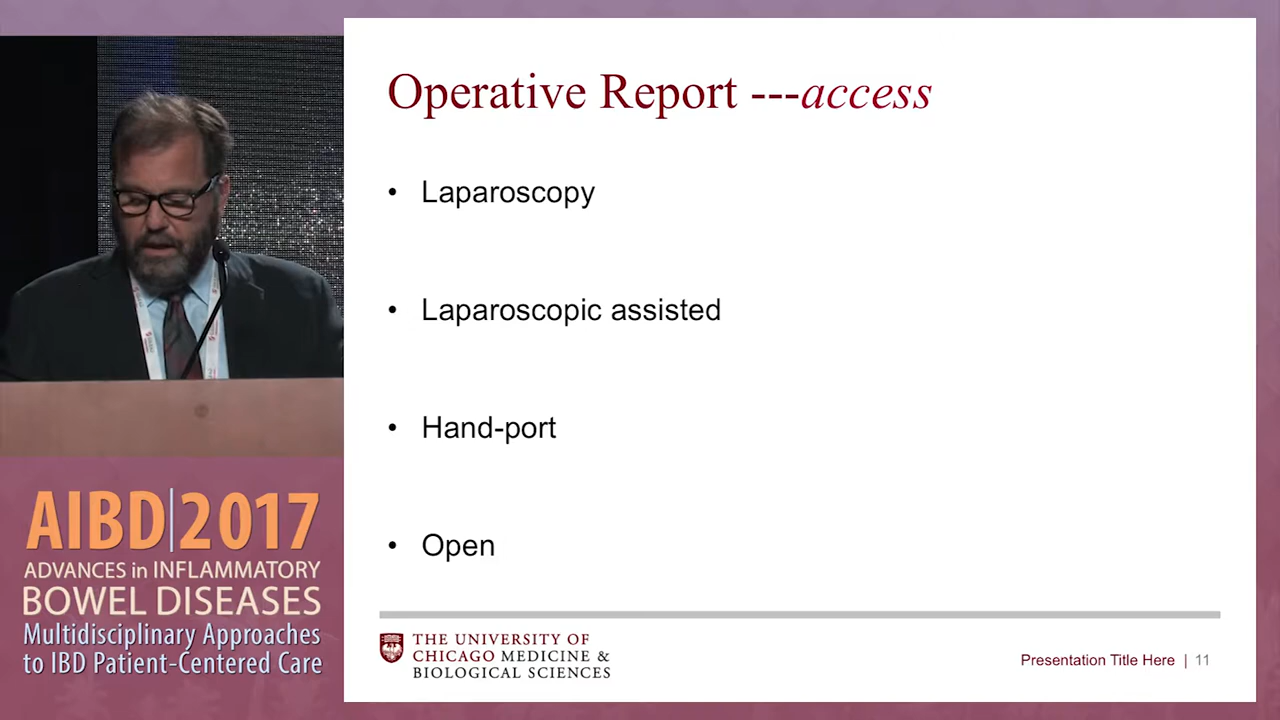 Operative Report ---access
• Laparoscopy
• Laparoscopic assisted
• Hand-port
• Open
THE UNIVERSITY OF
CHICAGO MEDICINE &
BIOLOGICAL SCIENCES
Presentation Title Here | 11
AIBD|2017
ADVANCES in INFLAMMATORY
BOWEL DISEASES
Multidisciplinary Approaches
to IBD Patient-Centered Care